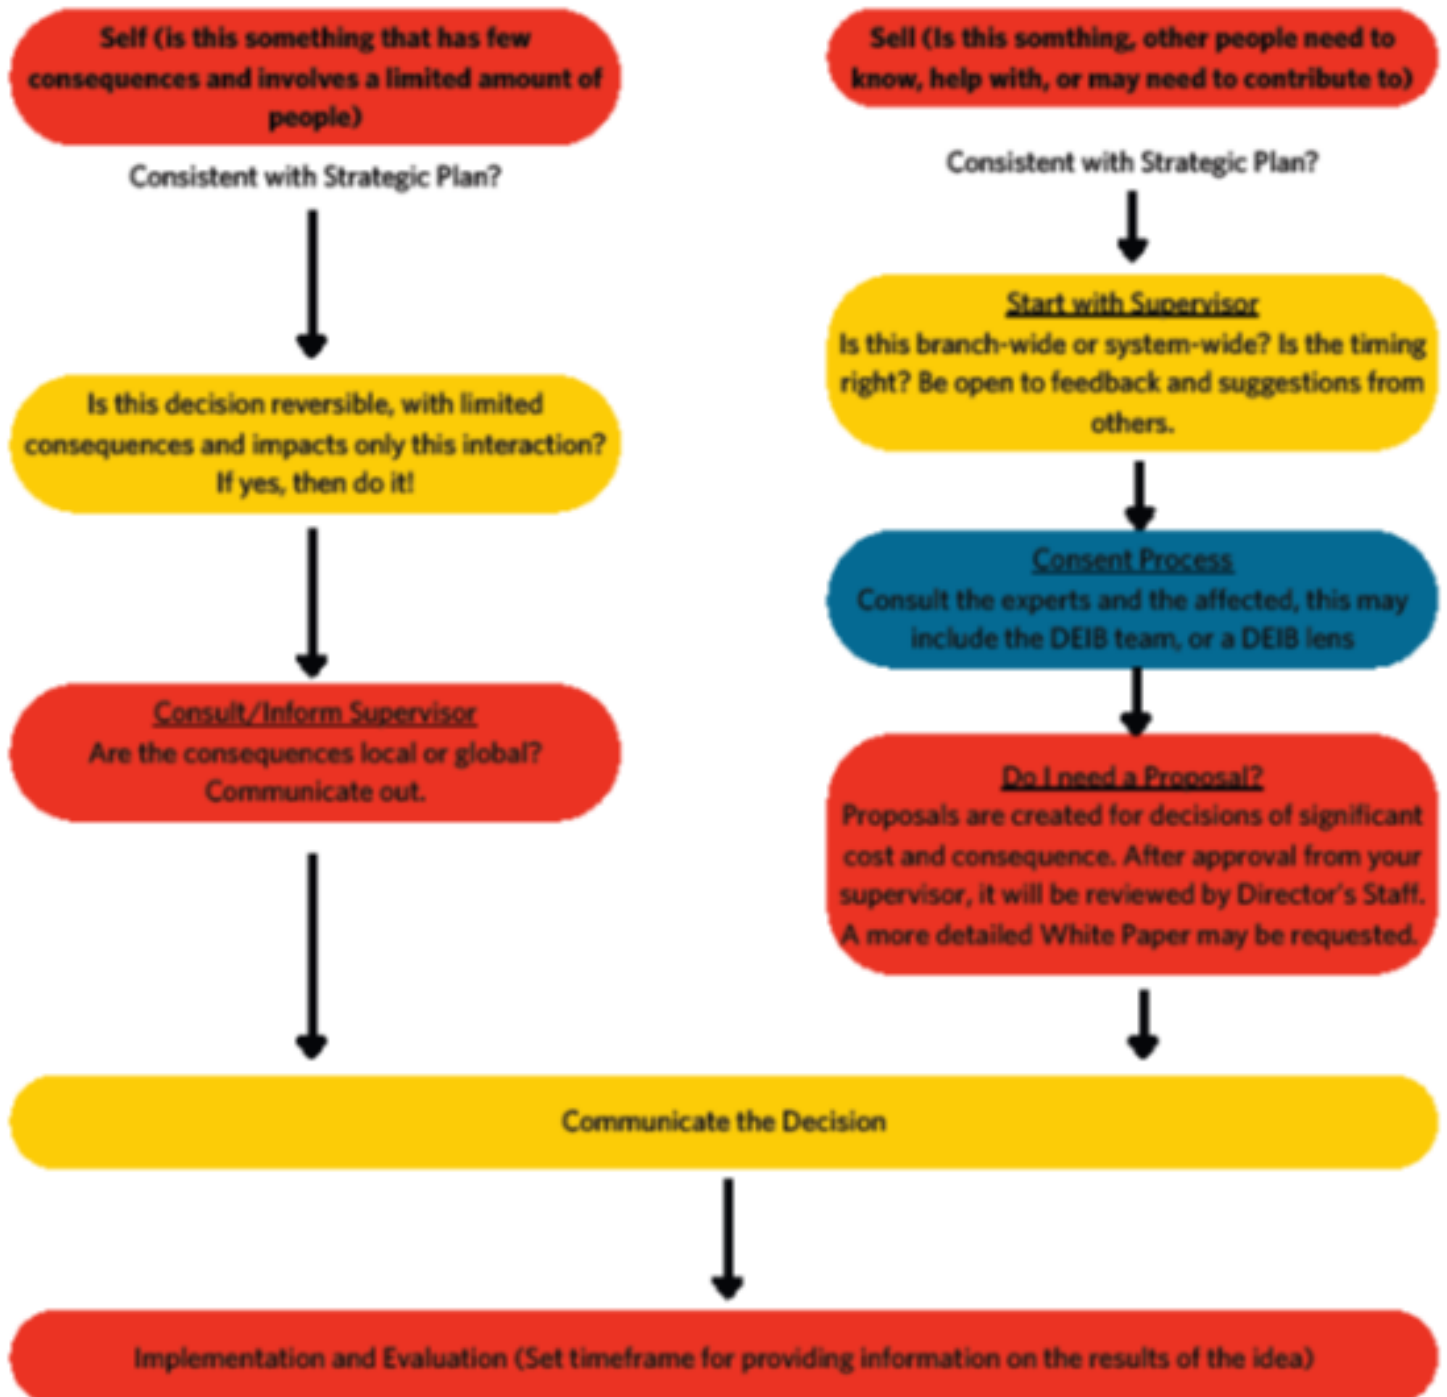 Self (is this something that has few
consequences and involves a limited amount of
people)
Consistent with Strategic Plan?
Is this decision reversible, with limited
consequences and impacts only this interaction?
If yes, then do it!
Consult/Inform Supervisor
Are the consequences local or global?
Communicate out.
Sell (Is this somthing, other people need to
know, help with, or may need to contribute to)
Consistent with Strategic Plan?
Start with Supervisor
Is this branch-wide or system-wide? Is the timing
right? Be open to feedback and suggestions from
others.
Consent Process
Consult the experts and the affected, this may
include the DEIB team, or a DEIB lens
Do I need a Proposal?
Proposals are created for decisions of significant
cost and consequence. After approval from your
supervisor, it will be reviewed by Director's Staff.
A more detailed White Paper may be requested.
Communicate the Decision
Implementation and Evaluation (Set timeframe for providing information on the results of the idea)